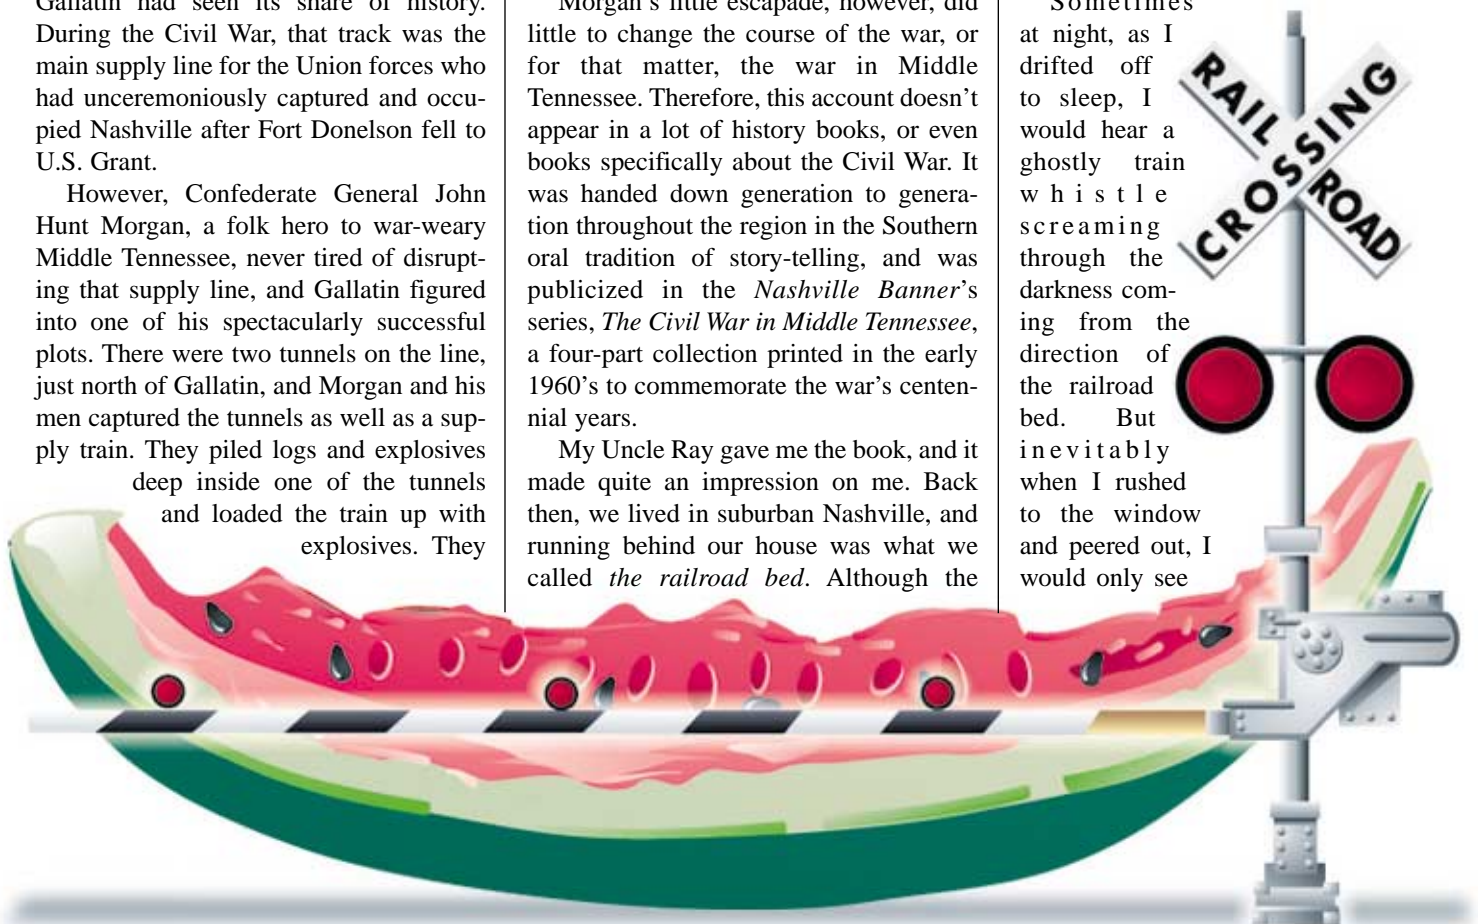 Gallatin had seen its share of history.
During the Civil War, that track was the
main supply line for the Union forces who
had unceremoniously captured and occu-
pied Nashville after Fort Donelson fell to
U.S. Grant.
However, Confederate General John
Hunt Morgan, a folk hero to war-weary
Middle Tennessee, never tired of disrupt-
ing that supply line, and Gallatin figured
into one of his spectacularly successful
plots. There were two tunnels on the line,
just north of Gallatin, and Morgan and his
men captured the tunnels as well as a sup-
ply train. They piled logs and explosives
deep inside one of the tunnels
and loaded the train up with
explosives. They
Morgan's little escapade, however, did
little to change the course of the war, or
for that matter, the war in Middle
Tennessee. Therefore, this account doesn't
appear in a lot of history books, or even
books specifically about the Civil War. It
was handed down generation to genera-
tion throughout the region in the Southern
oral tradition of story-telling, and was
publicized in the Nashville Banner's
series, The Civil War in Middle Tennessee,
a four-part collection printed in the early
1960's to commemorate the war's centen-
nial years.
My Uncle Ray gave me the book, and it
made quite an impression on me. Back
then, we lived in suburban Nashville, and
running behind our house was what we
called the railroad bed. Although the
Sometimes
at night, as I
drifted off
to sleep, I
would hear a
ghostly train
whistle
screaming
through the
darkness com-
ing from the
direction of
the railroad
bed. But
inevitably
when I rushed
to the window
and peered out, I
would only see
RAIL ROAD
CROSSING